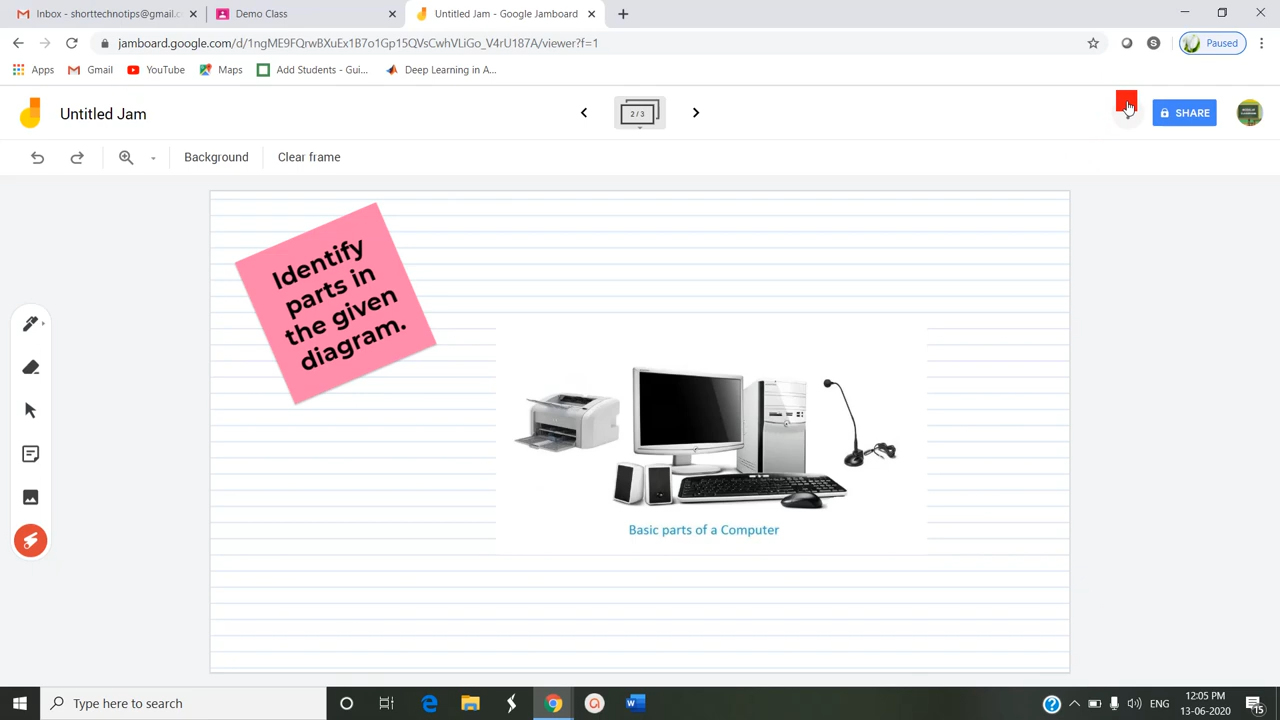 Inbox - shorttechnotips@gmail.c
Demo Class
Untitled Jam - Google Jamboard
jamboard.google.com/d/1ngME9FQrwBXuEx1B7o1Gp15QVsCwhVLiGo_V4rU187A/viewer?f=1
S
Paused
Apps
Gmail
YouTube
Maps
Add Students - Gui...
Deep Learning in A...
Untitled Jam
2 / 3
SHARE
Background
Clear frame
Identify
parts in
the given
diagram.
Basic parts of a Computer
Type here to search
ENG
12:05 PM
13-06-2020
15